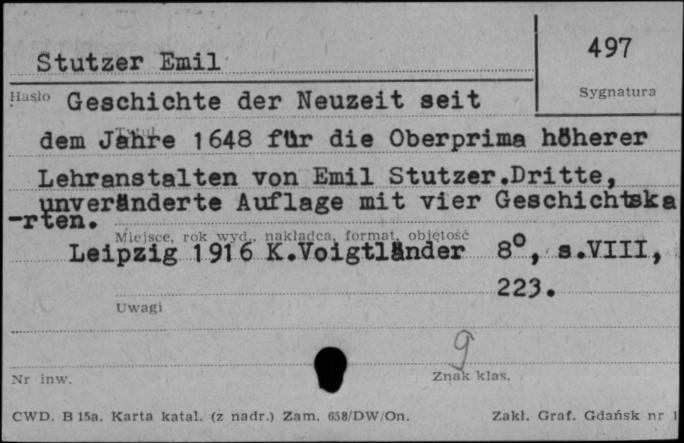 Stutzer Emil
497
Hasło
Sygnatura
Geschichte der Neuzeit seit
dem Jahre 1648 für die Oberprima höherer
Lehranstalten von Emil Stutzer.Dritte,
unveränderte Auflage mit vier Geschichtska
-rten.
Miejsce, rok wyd., nakładca, format, objętość
Leipzig 1916 K.Voigtländer 8°, s.VIII,
223.
Uwagi
g
Nr inw.
Znak klas.
CWD. B 15a. Karta katal. (z nadr.) Zam. 658/DW/On.
Zakł. Graf. Gdańsk nr 1